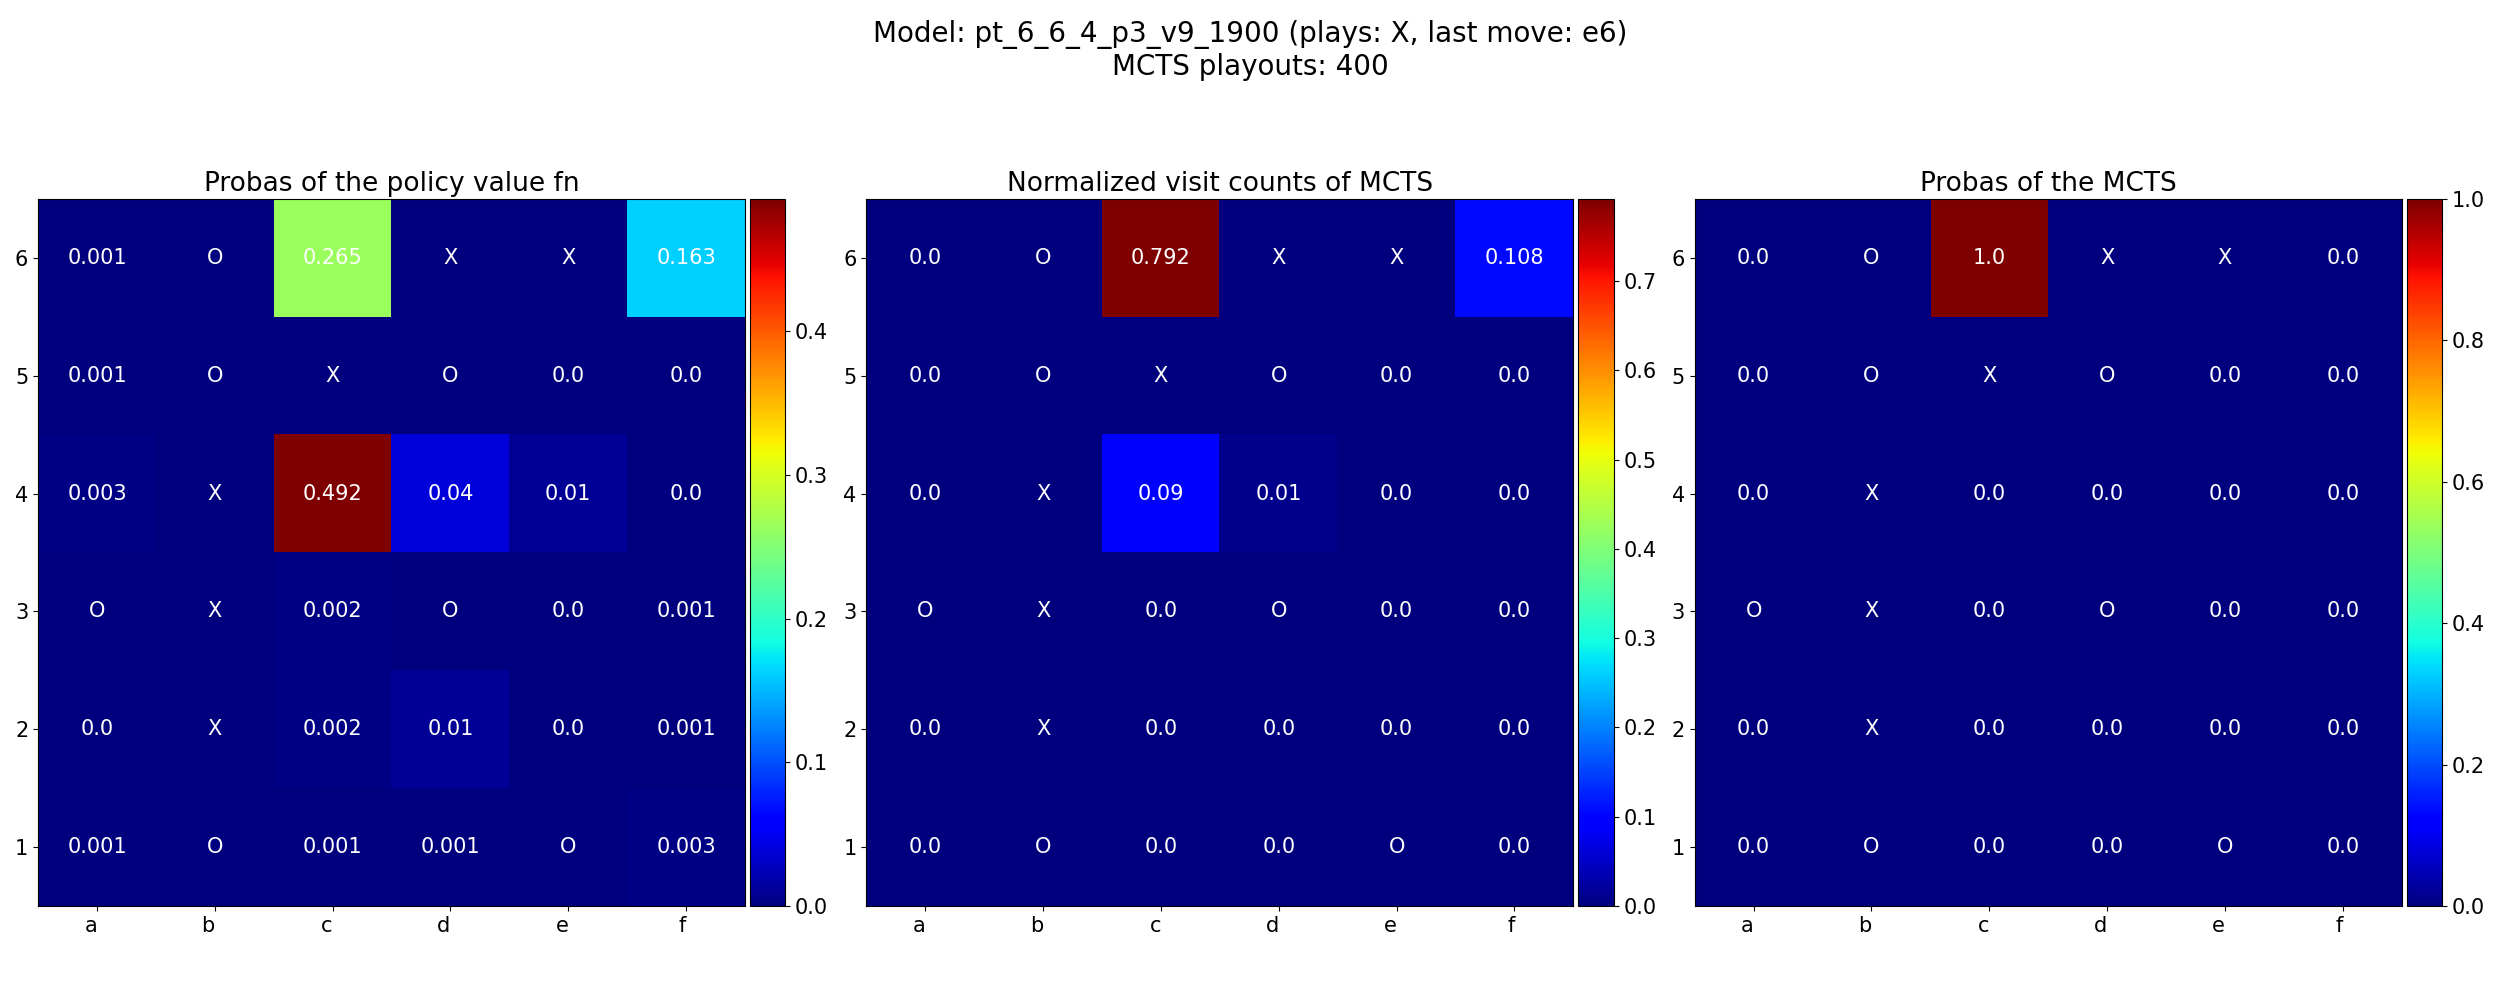 Model: pt_6_6_4_p3_v9_1900 (plays: X, last move: e6)
MCTS playouts: 400
Probas of the policy value fn
6 0.001 O 0.265 X X 0.163
5 0.001 O X O 0.0 0.0
4 0.003 X 0.492 0.04 0.01 0.0
3 O X 0.002 O 0.0 0.001
2 0.0 X 0.002 0.01 0.0 0.001
1 0.001 O 0.001 0.001 O 0.003
a b c d e f
0.4
0.3
0.2
0.1
0.0
Normalized visit counts of MCTS
6 0.0 O 0.792 X X 0.108
5 0.0 O X O 0.0 0.0
4 0.0 X 0.09 0.01 0.0 0.0
3 O X 0.0 O 0.0 0.0
2 0.0 X 0.0 0.0 0.0 0.0
1 0.0 O 0.0 0.0 O 0.0
a b c d e f
0.7
0.6
0.5
0.4
0.3
0.2
0.1
0.0
Probas of the MCTS
6 0.0 O 1.0 X X 0.0
5 0.0 O X O 0.0 0.0
4 0.0 X 0.0 0.0 0.0 0.0
3 O X 0.0 O 0.0 0.0
2 0.0 X 0.0 0.0 0.0 0.0
1 0.0 O 0.0 0.0 O 0.0
a b c d e f
1.0
0.8
0.6
0.4
0.2
0.0